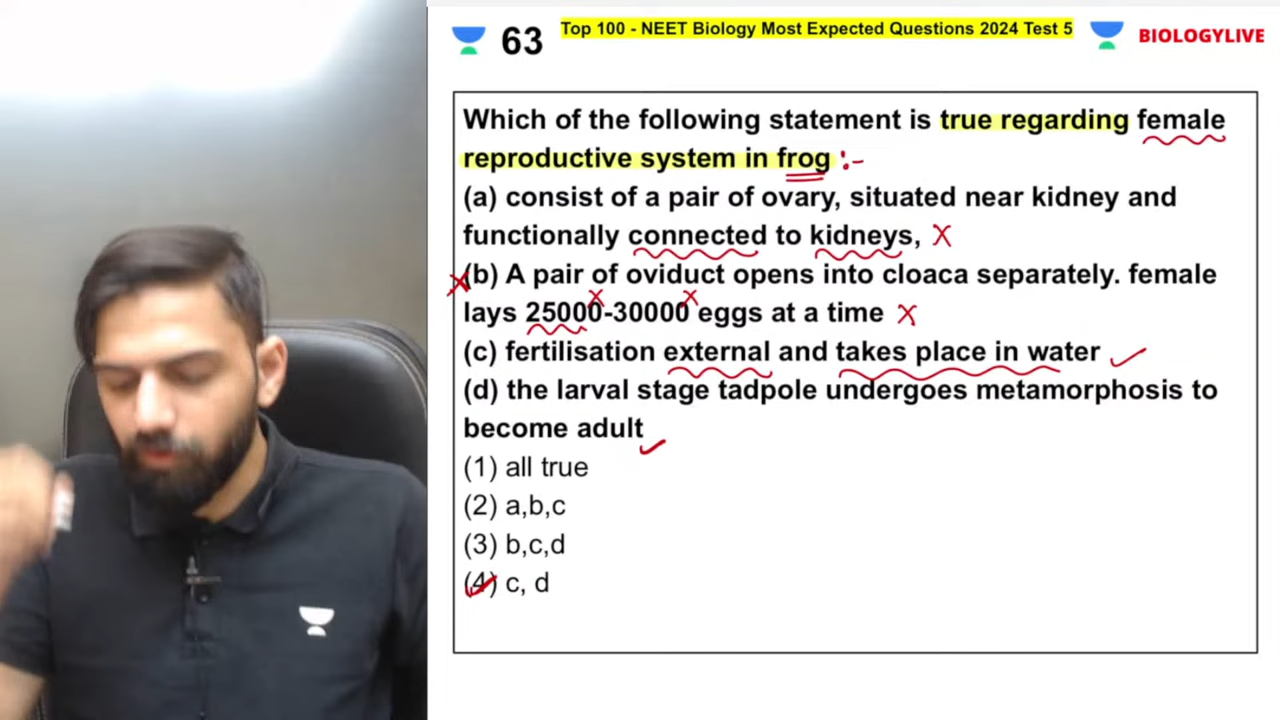 63
Top 100 - NEET Biology Most Expected Questions 2024 Test 5
BIOLOGYLIVE
Which of the following statement is true regarding female
reproductive system in frog :-
(a) consist of a pair of ovary, situated near kidney and
functionally connected to kidneys, x
(b) A pair of oviduct opens into cloaca separately. female
lays 25000-30000 eggs at a time x
(c) fertilisation external and takes place in water
(d) the larval stage tadpole undergoes metamorphosis to
become adult
(1) all true
(2) a,b,c
(3) b,c,d
(4) c, d